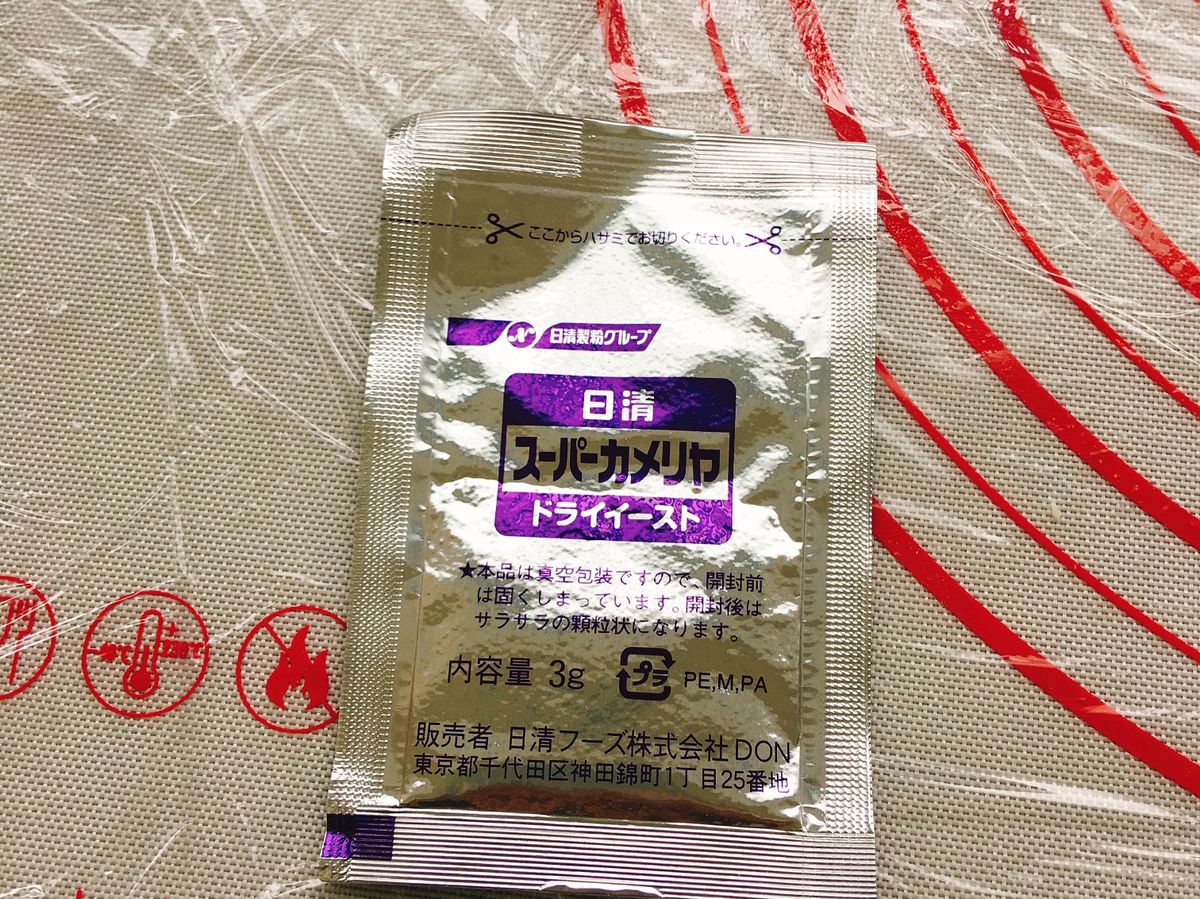 ここからハサミでお切りください。
日清製粉グループ
日清
スーパーカメリヤ
ドライイースト
★本品は真空包装ですので、開封前
は固くしまっています。開封後は
サラサラの顆粒状になります。
内容量 3g プラ PE,M,PA
販売者 日清フーズ株式会社 DON
東京都千代田区神田錦町1丁目25番地